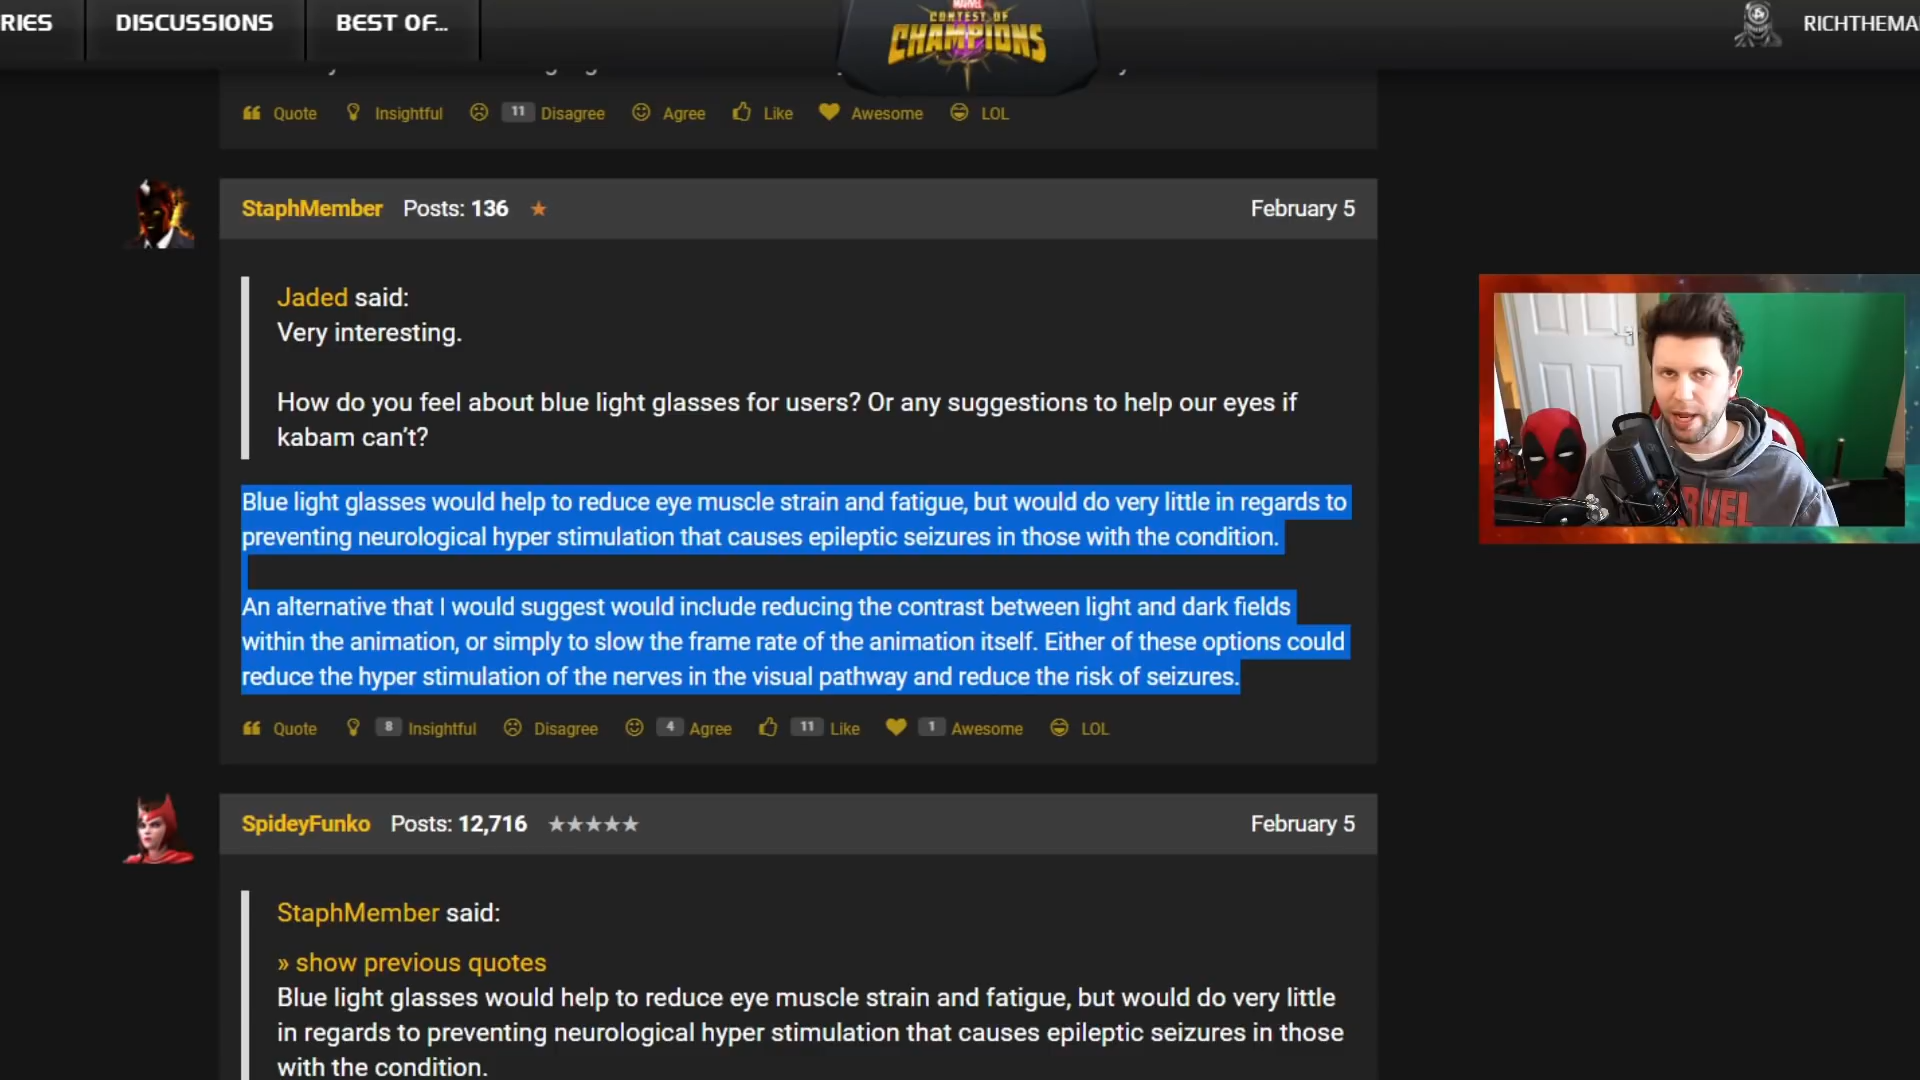 RIES DISCUSSIONS BEST OF...
MARVEL
CONTEST OF
CHAMPIONS
RICHTHEMA
Quote Insightful 11 Disagree Agree Like Awesome LOL
StaphMember Posts: 136 February 5
Jaded said:
Very interesting.
How do you feel about blue light glasses for users? Or any suggestions to help our eyes if
kabam can't?
Blue light glasses would help to reduce eye muscle strain and fatigue, but would do very little in regards to
preventing neurological hyper stimulation that causes epileptic seizures in those with the condition.
An alternative that I would suggest would include reducing the contrast between light and dark fields
within the animation, or simply to slow the frame rate of the animation itself. Either of these options could
reduce the hyper stimulation of the nerves in the visual pathway and reduce the risk of seizures.
Quote 8 Insightful Disagree 4 Agree 11 Like 1 Awesome LOL
SpideyFunko Posts: 12,716 February 5
StaphMember said:
» show previous quotes
Blue light glasses would help to reduce eye muscle strain and fatigue, but would do very little
in regards to preventing neurological hyper stimulation that causes epileptic seizures in those
with the condition.
RVEL